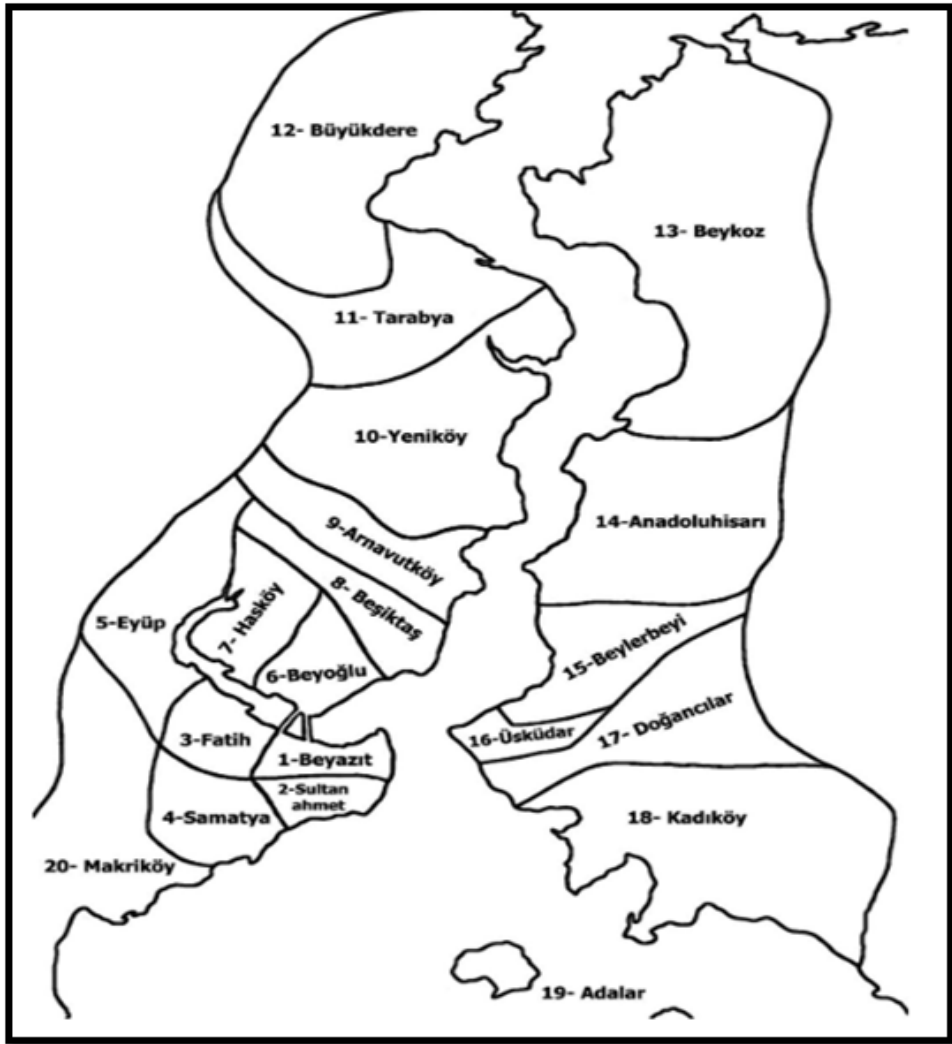 12- Büyükdere
13- Beykoz
11- Tarabya
10-Yeniköy
14-Anadoluhisarı
9-Arnavutköy
8- Beşiktaş
7- Hasköy
5-Eyüp
6-Beyoğlu
15-Beylerbeyi
16-Üsküdar
17- Doğancılar
3-Fatih
1-Beyazıt
2-Sultan
ahmet
4-Samatya
18- Kadıköy
20- Makriköy
19- Adalar